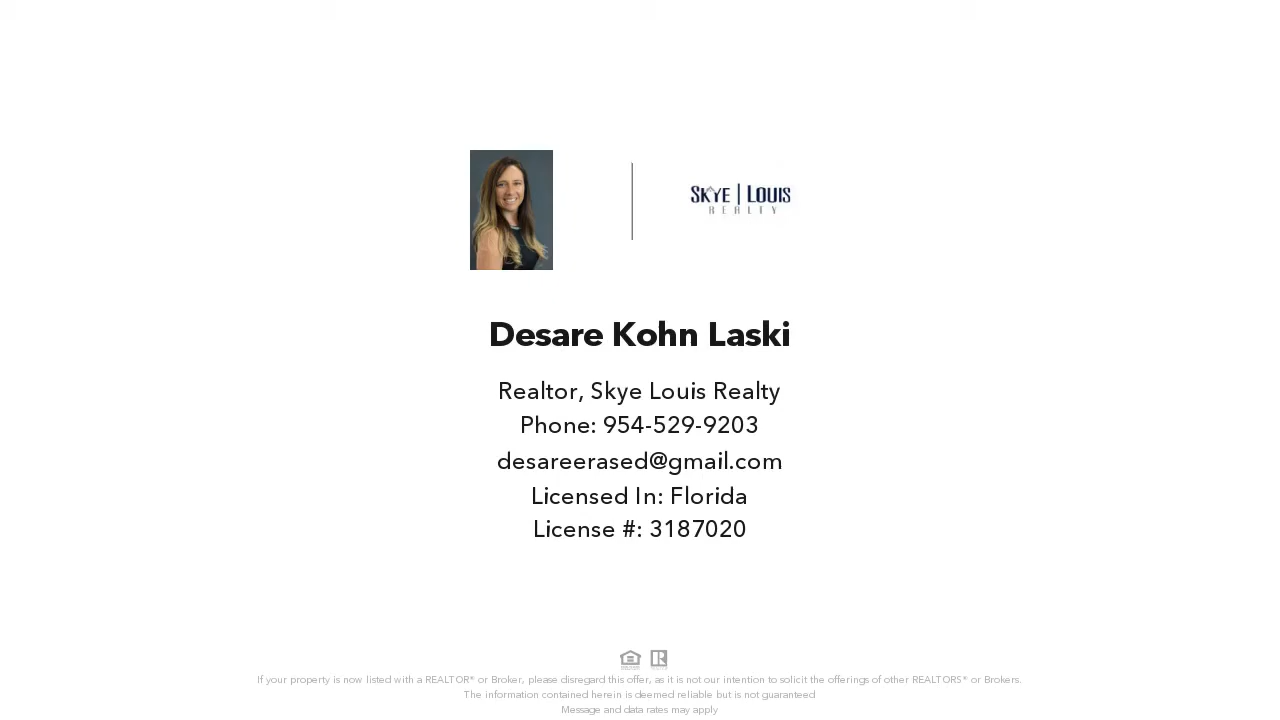 SKYE | LOUIS
REALTY
Desare Kohn Laski
Realtor, Skye Louis Realty
Phone: 954-529-9203
desareerased@gmail.com
Licensed In: Florida
License #: 3187020
If your property is now listed with a REALTOR® or Broker, please disregard this offer, as it is not our intention to solicit the offerings of other REALTORS® or Brokers.
The information contained herein is deemed reliable but is not guaranteed
Message and data rates may apply